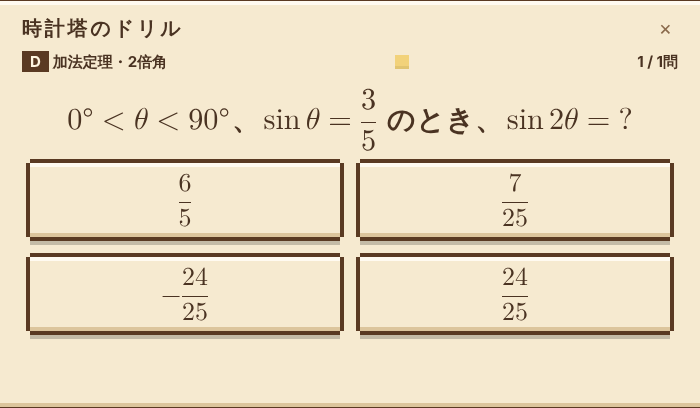 時計塔のドリル ×
D 加法定理・2倍角 1 / 1問
0° < θ < 90°、sin θ = 3/5 のとき、sin 2θ = ?
6/5 7/25
−24/25 24/25